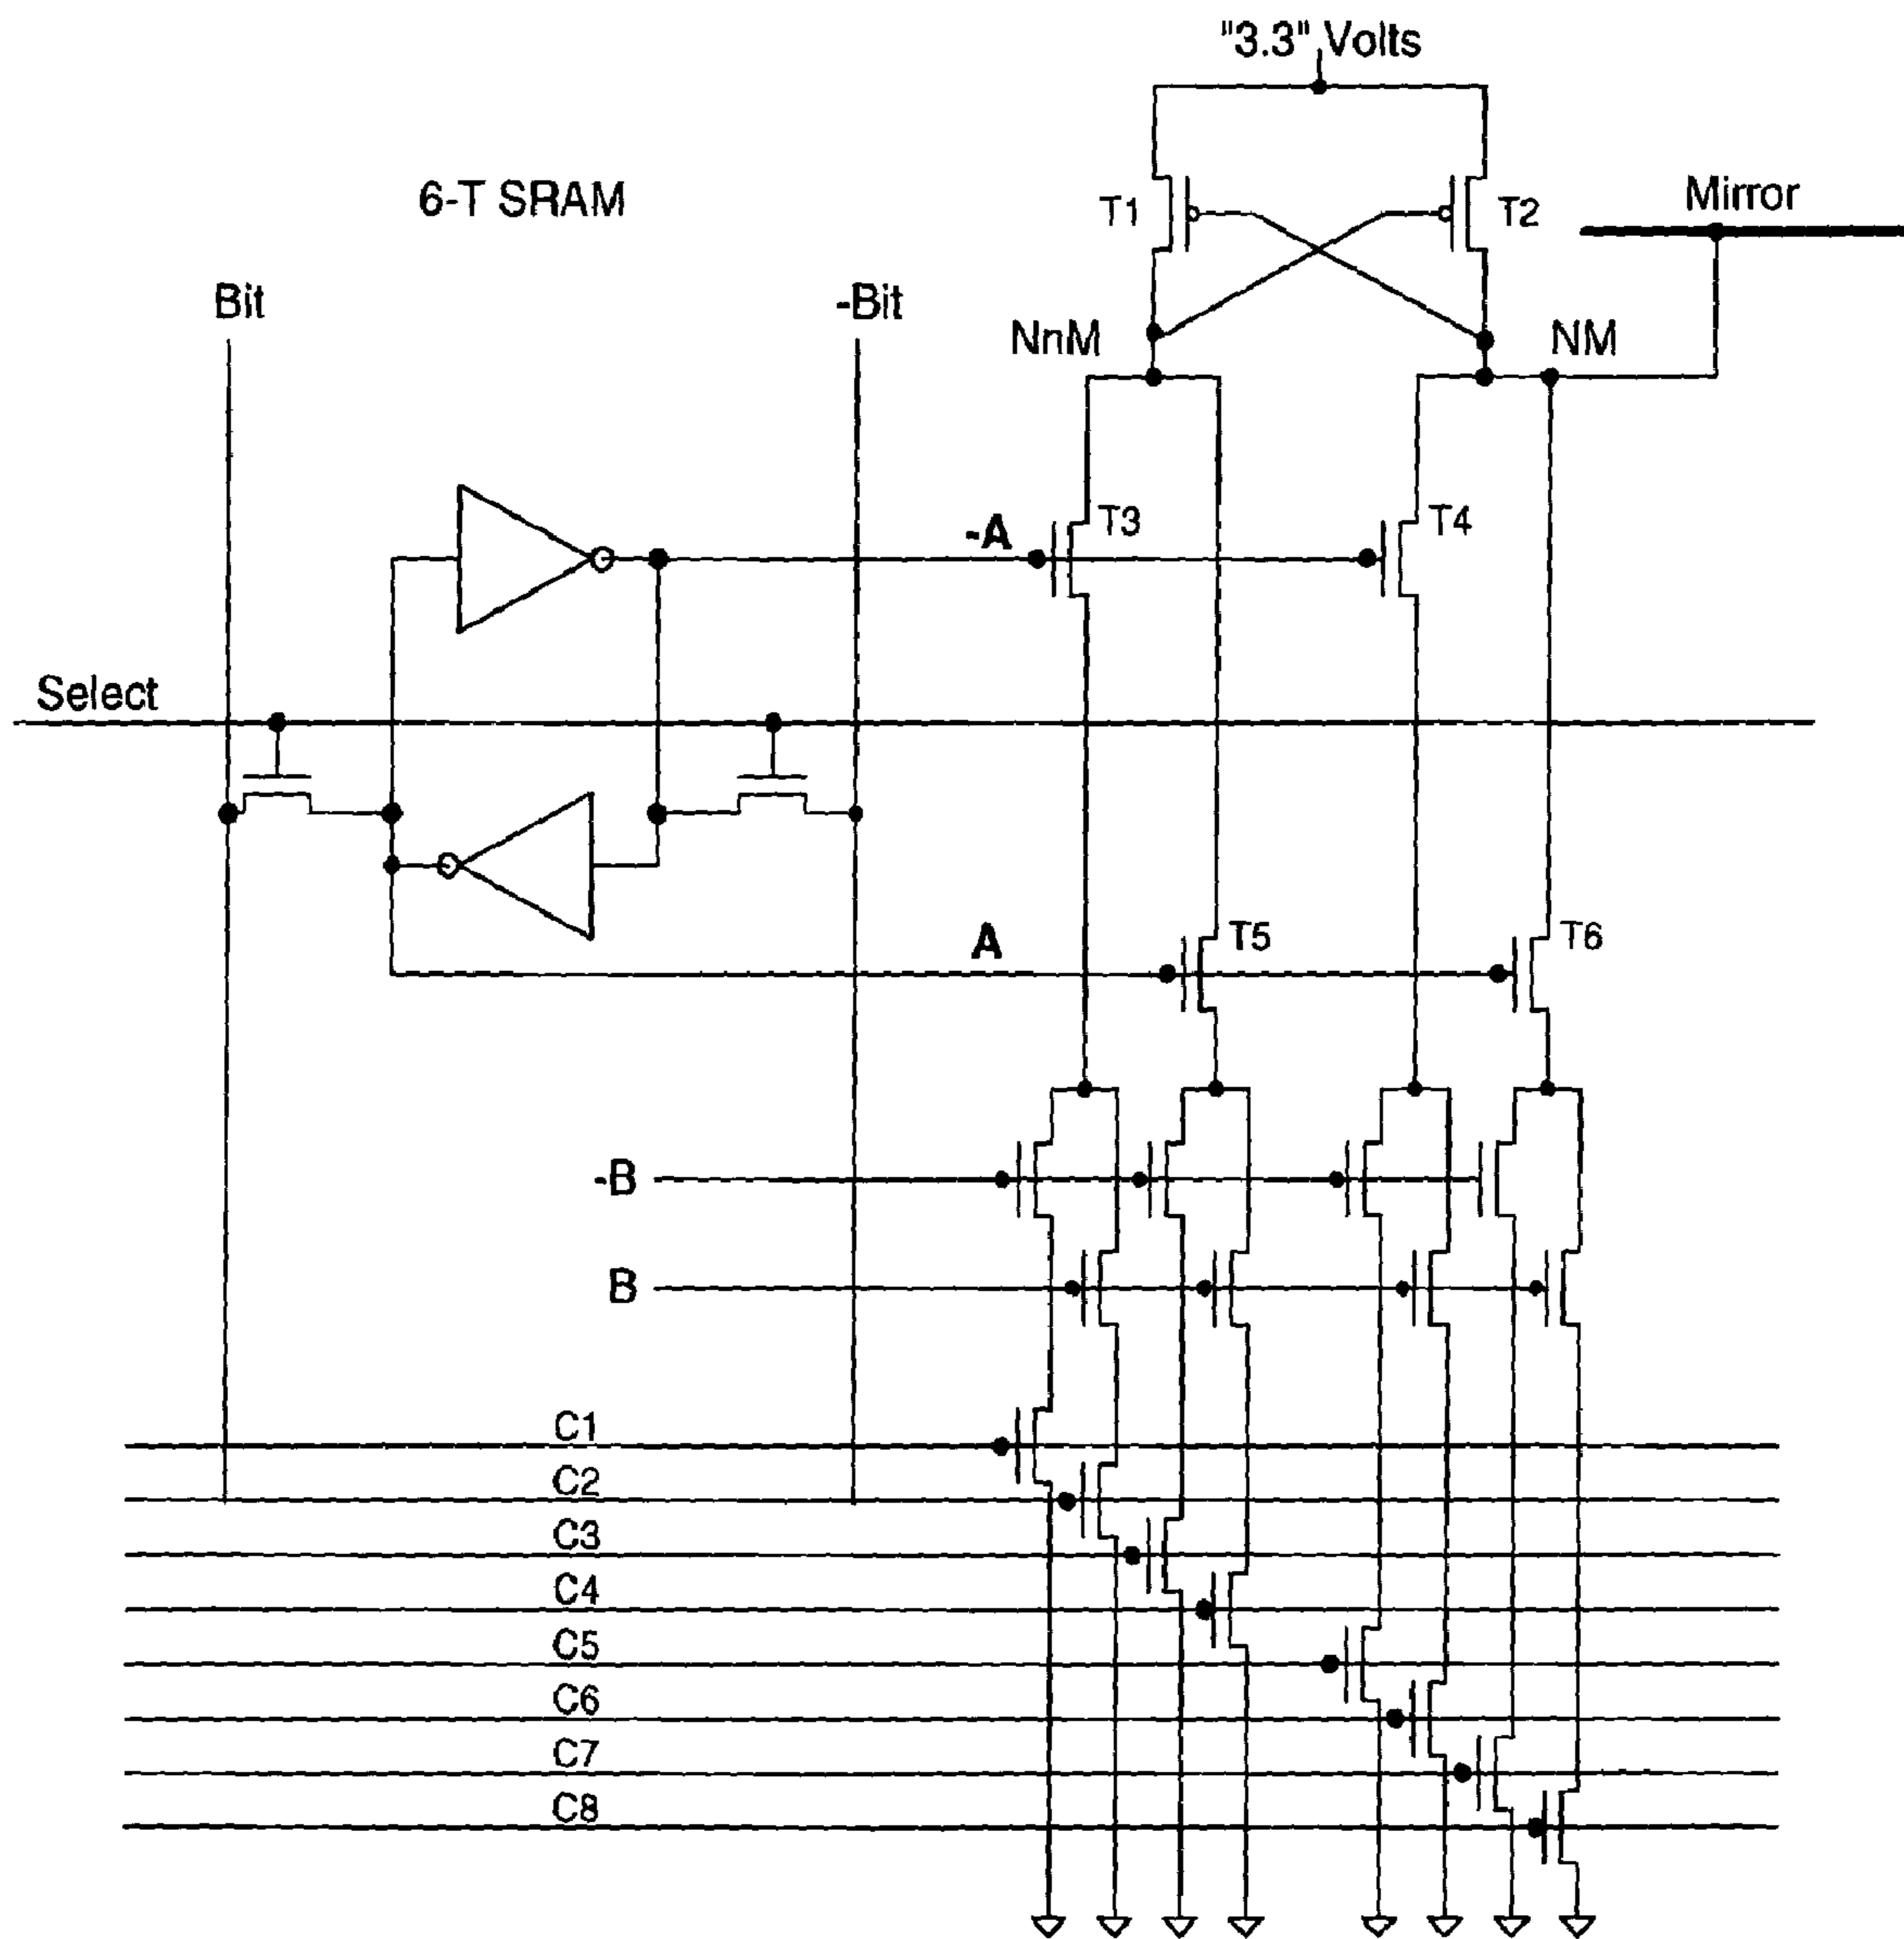 "3.3" Volts
6-T SRAM
T1
T2
Mirror
Bit
-Bit
NnM
NM
-A
T3
T4
Select
A
T5
T6
-B
B
C1
C2
C3
C4
C5
C6
C7
C8